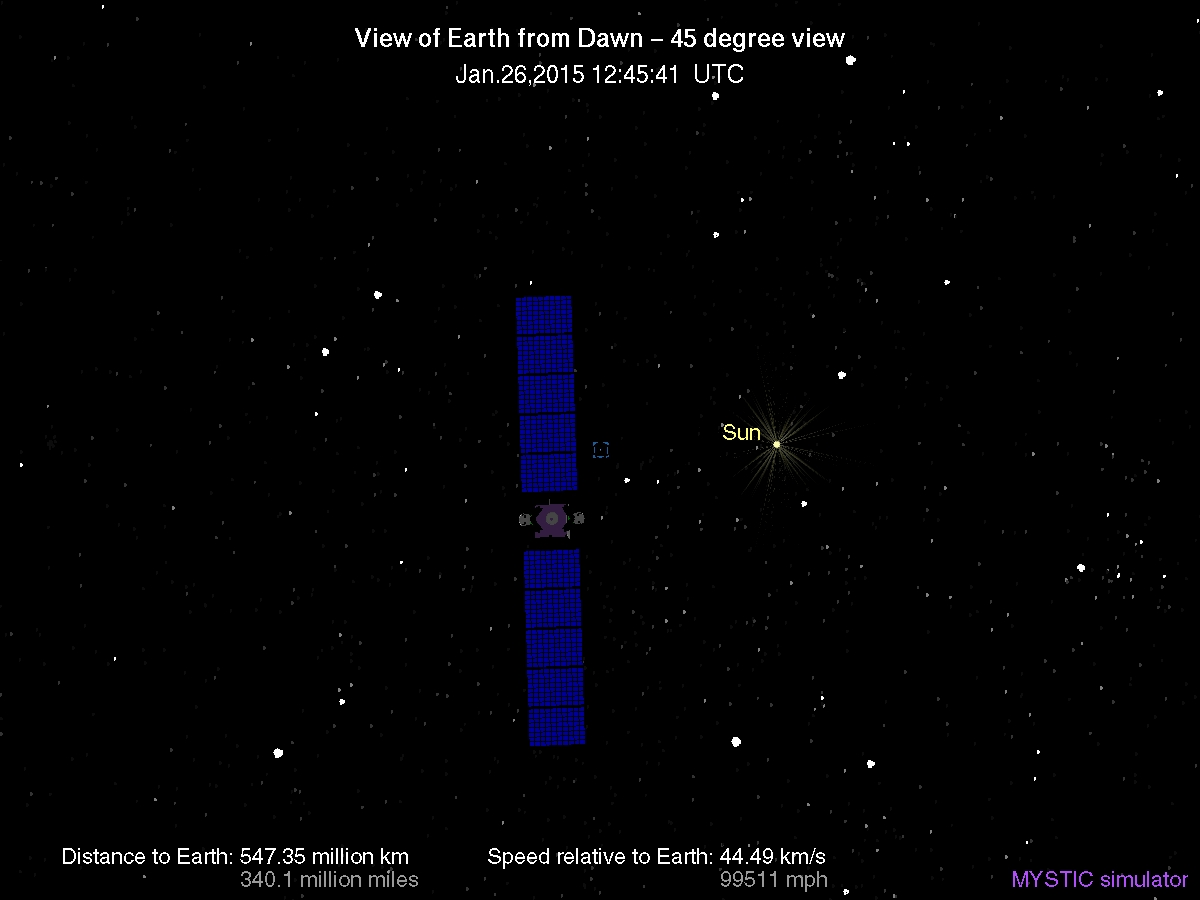 View of Earth from Dawn – 45 degree view
Jan.26,2015 12:45:41 UTC
Sun
Distance to Earth: 547.35 million km
340.1 million miles
Speed relative to Earth: 44.49 km/s
99511 mph
MYSTIC simulator